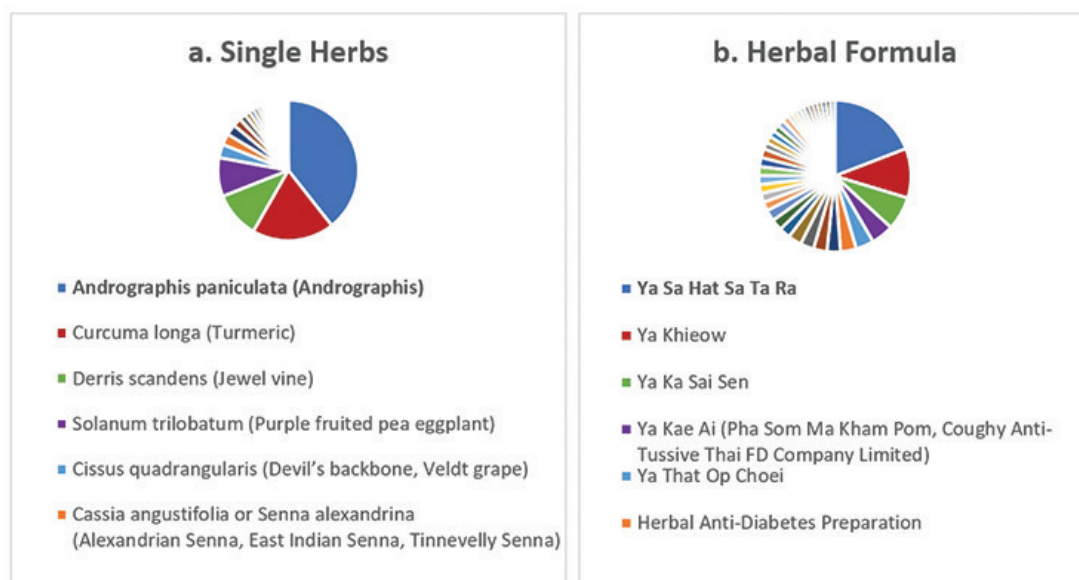 a. Single Herbs
Andrographis paniculata (Andrographis)
Curcuma longa (Turmeric)
Derris scandens (Jewel vine)
Solanum trilobatum (Purple fruited pea eggplant)
Cissus quadrangularis (Devil’s backbone, Veldt grape)
Cassia angustifolia or Senna alexandrina
(Alexandrian Senna, East Indian Senna, Tinnevelly Senna)
b. Herbal Formula
Ya Sa Hat Sa Ta Ra
Ya Khieow
Ya Ka Sai Sen
Ya Kae Ai (Pha Som Ma Kham Pom, Coughy Anti-
Tussive Thai FD Company Limited)
Ya That Op Choei
Herbal Anti-Diabetes Preparation